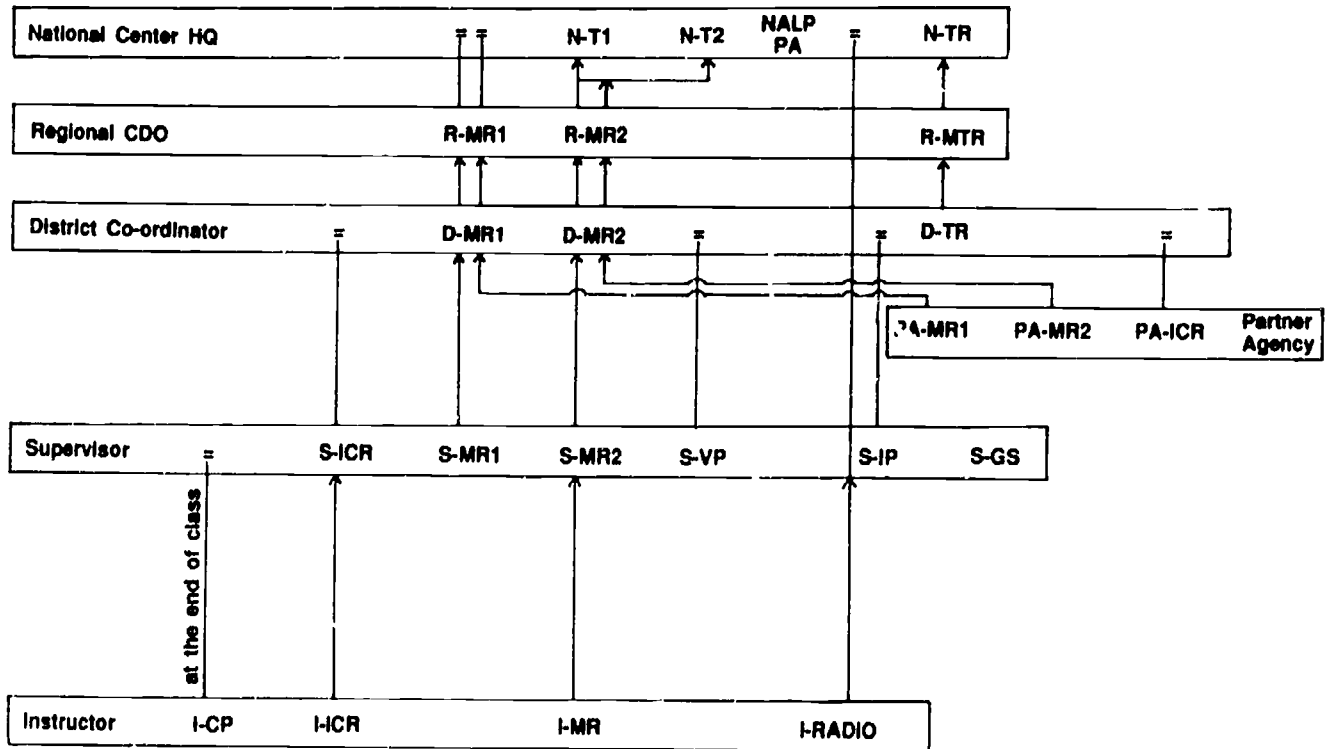 National Center HQ = = N-T1 N-T2 NALP PA = N-TR
Regional CDO R-MR1 R-MR2 R-MTR
District Co-ordinator = D-MR1 D-MR2 = = D-TR =
PA-MR1 PA-MR2 PA-ICR Partner Agency
Supervisor = S-ICR S-MR1 S-MR2 S-VP S-IP S-GS
at the end of class
Instructor I-CP I-ICR I-MR I-RADIO